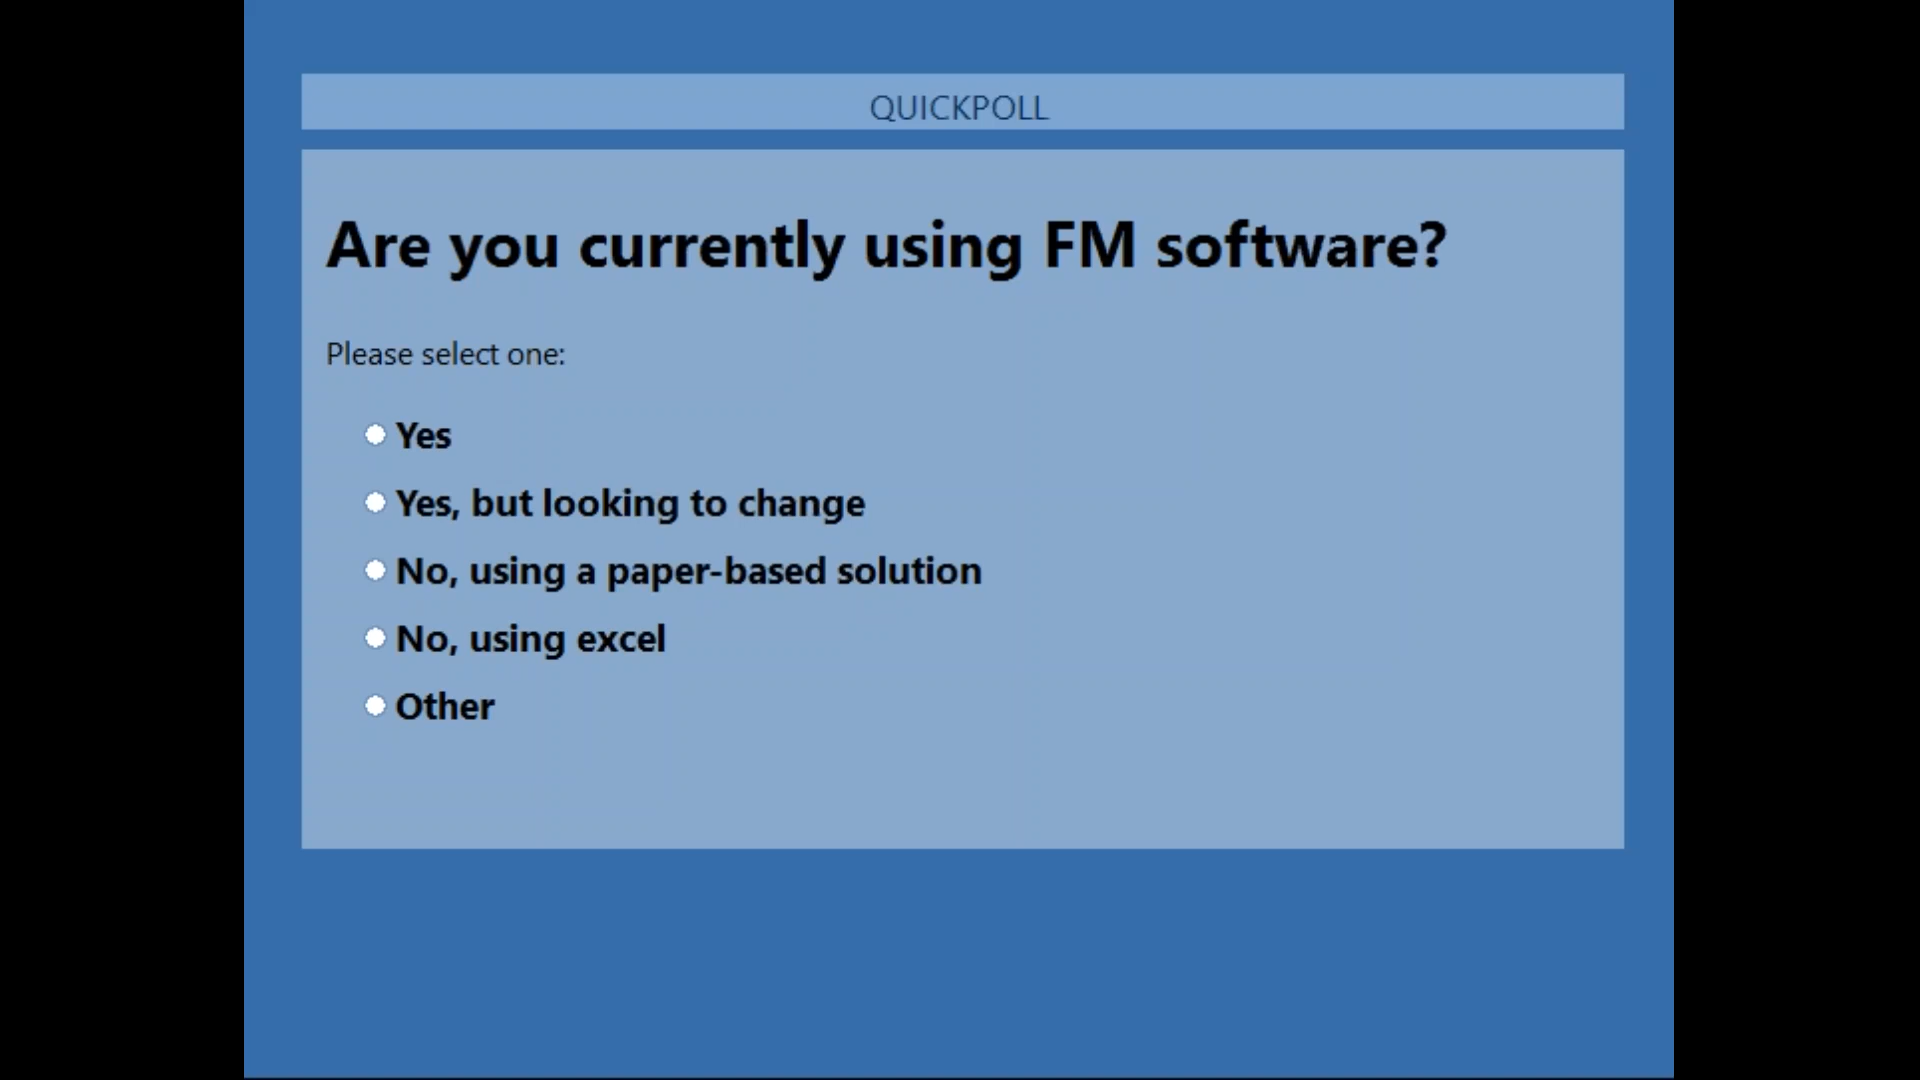 QUICKPOLL
Are you currently using FM software?
Please select one:
Yes
Yes, but looking to change
No, using a paper-based solution
No, using excel
Other